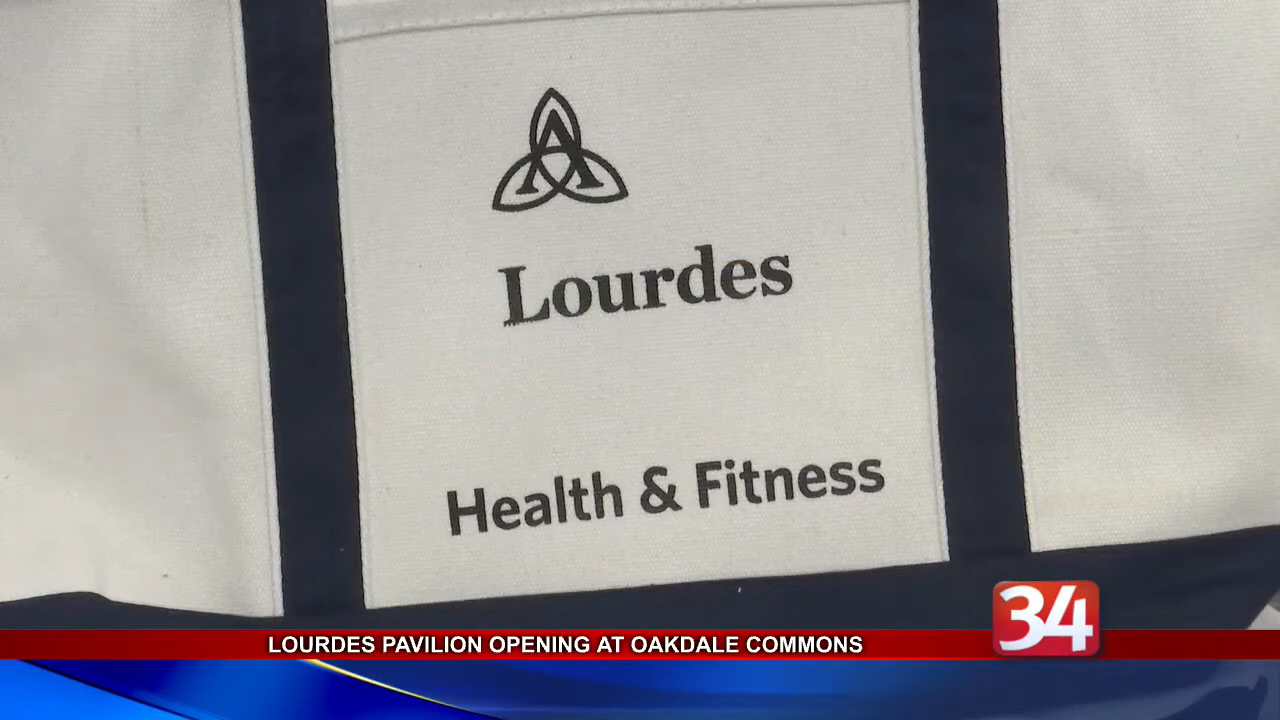 A
Lourdes
Health & Fitness
LOURDES PAVILION OPENING AT OAKDALE COMMONS
34